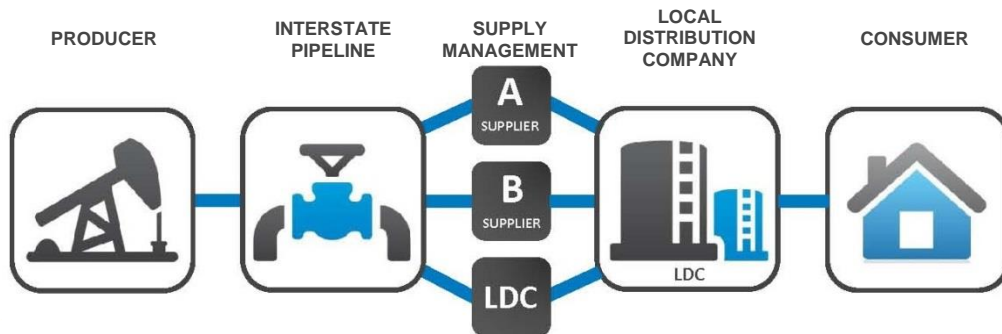 PRODUCER
INTERSTATE
PIPELINE
SUPPLY
MANAGEMENT
LOCAL
DISTRIBUTION
COMPANY
CONSUMER
A
SUPPLIER
B
SUPPLIER
LDC
LDC